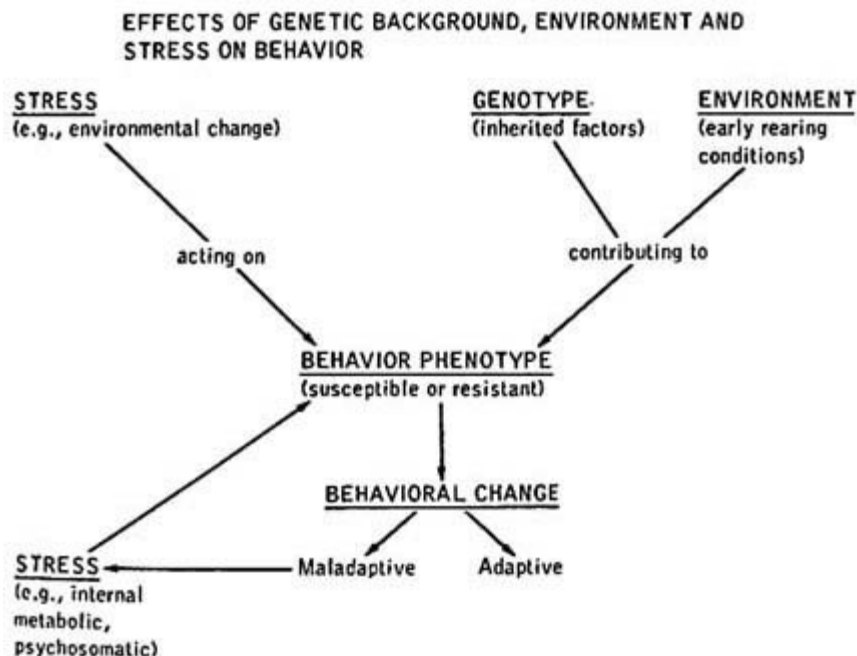 EFFECTS OF GENETIC BACKGROUND, ENVIRONMENT AND
STRESS ON BEHAVIOR
STRESS
(e.g., environmental change)
GENOTYPE
(inherited factors)
ENVIRONMENT
(early rearing
conditions)
acting on
contributing to
BEHAVIOR PHENOTYPE
(susceptible or resistant)
BEHAVIORAL CHANGE
Maladaptive
Adaptive
STRESS
(e.g., internal
metabolic,
psychosomatic)